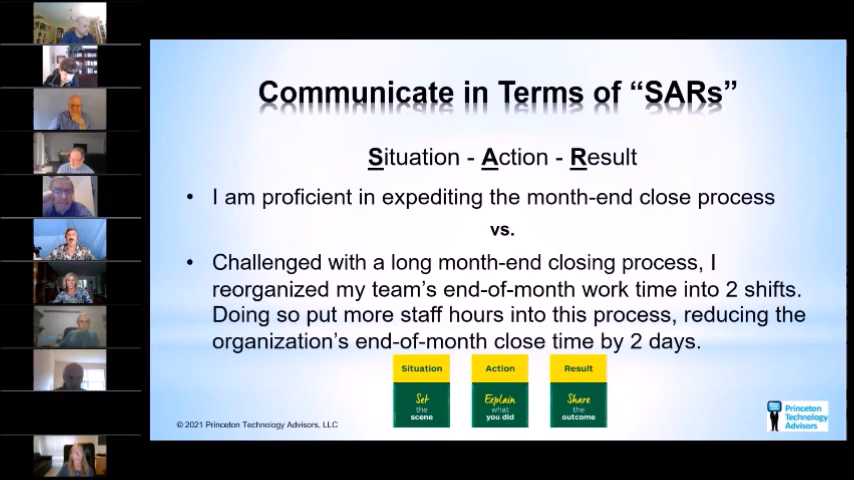 Communicate in Terms of “SARs”
Situation - Action - Result
• I am proficient in expediting the month-end close process
vs.
• Challenged with a long month-end closing process, I
reorganized my team’s end-of-month work time into 2 shifts.
Doing so put more staff hours into this process, reducing the
organization’s end-of-month close time by 2 days.
Situation
Set
the
scene
Action
Explain
what
you did
Result
Share
the
outcome
© 2021 Princeton Technology Advisors, LLC
Princeton
Technology
Advisors